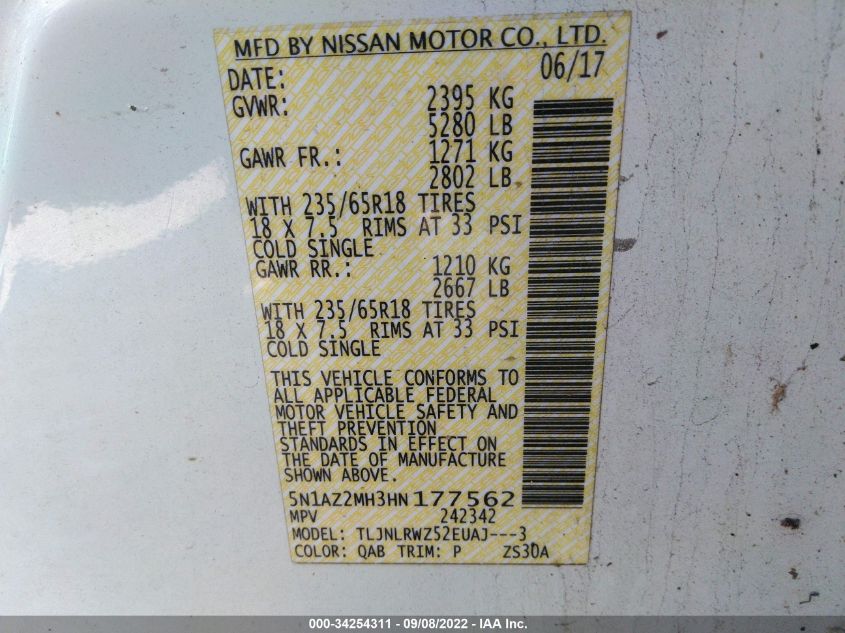 MFD BY NISSAN MOTOR CO., LTD.
DATE: 06/17
GVWR: 2395 KG
5280 LB
GAWR FR.: 1271 KG
2802 LB
WITH 235/65R18 TIRES
18 X 7.5 RIMS AT 33 PSI
COLD SINGLE
GAWR RR.: 1210 KG
2667 LB
WITH 235/65R18 TIRES
18 X 7.5 RIMS AT 33 PSI
COLD SINGLE
THIS VEHICLE CONFORMS TO
ALL APPLICABLE FEDERAL
MOTOR VEHICLE SAFETY AND
THEFT PREVENTION
STANDARDS IN EFFECT ON
THE DATE OF MANUFACTURE
SHOWN ABOVE.
5N1AZ2MH3HN177562
MPV 242342
MODEL: TLJNLRWZ52EUAJ---3
COLOR: QAB TRIM: P ZS30A
000-34254311 - 09/08/2022 - IAA Inc.